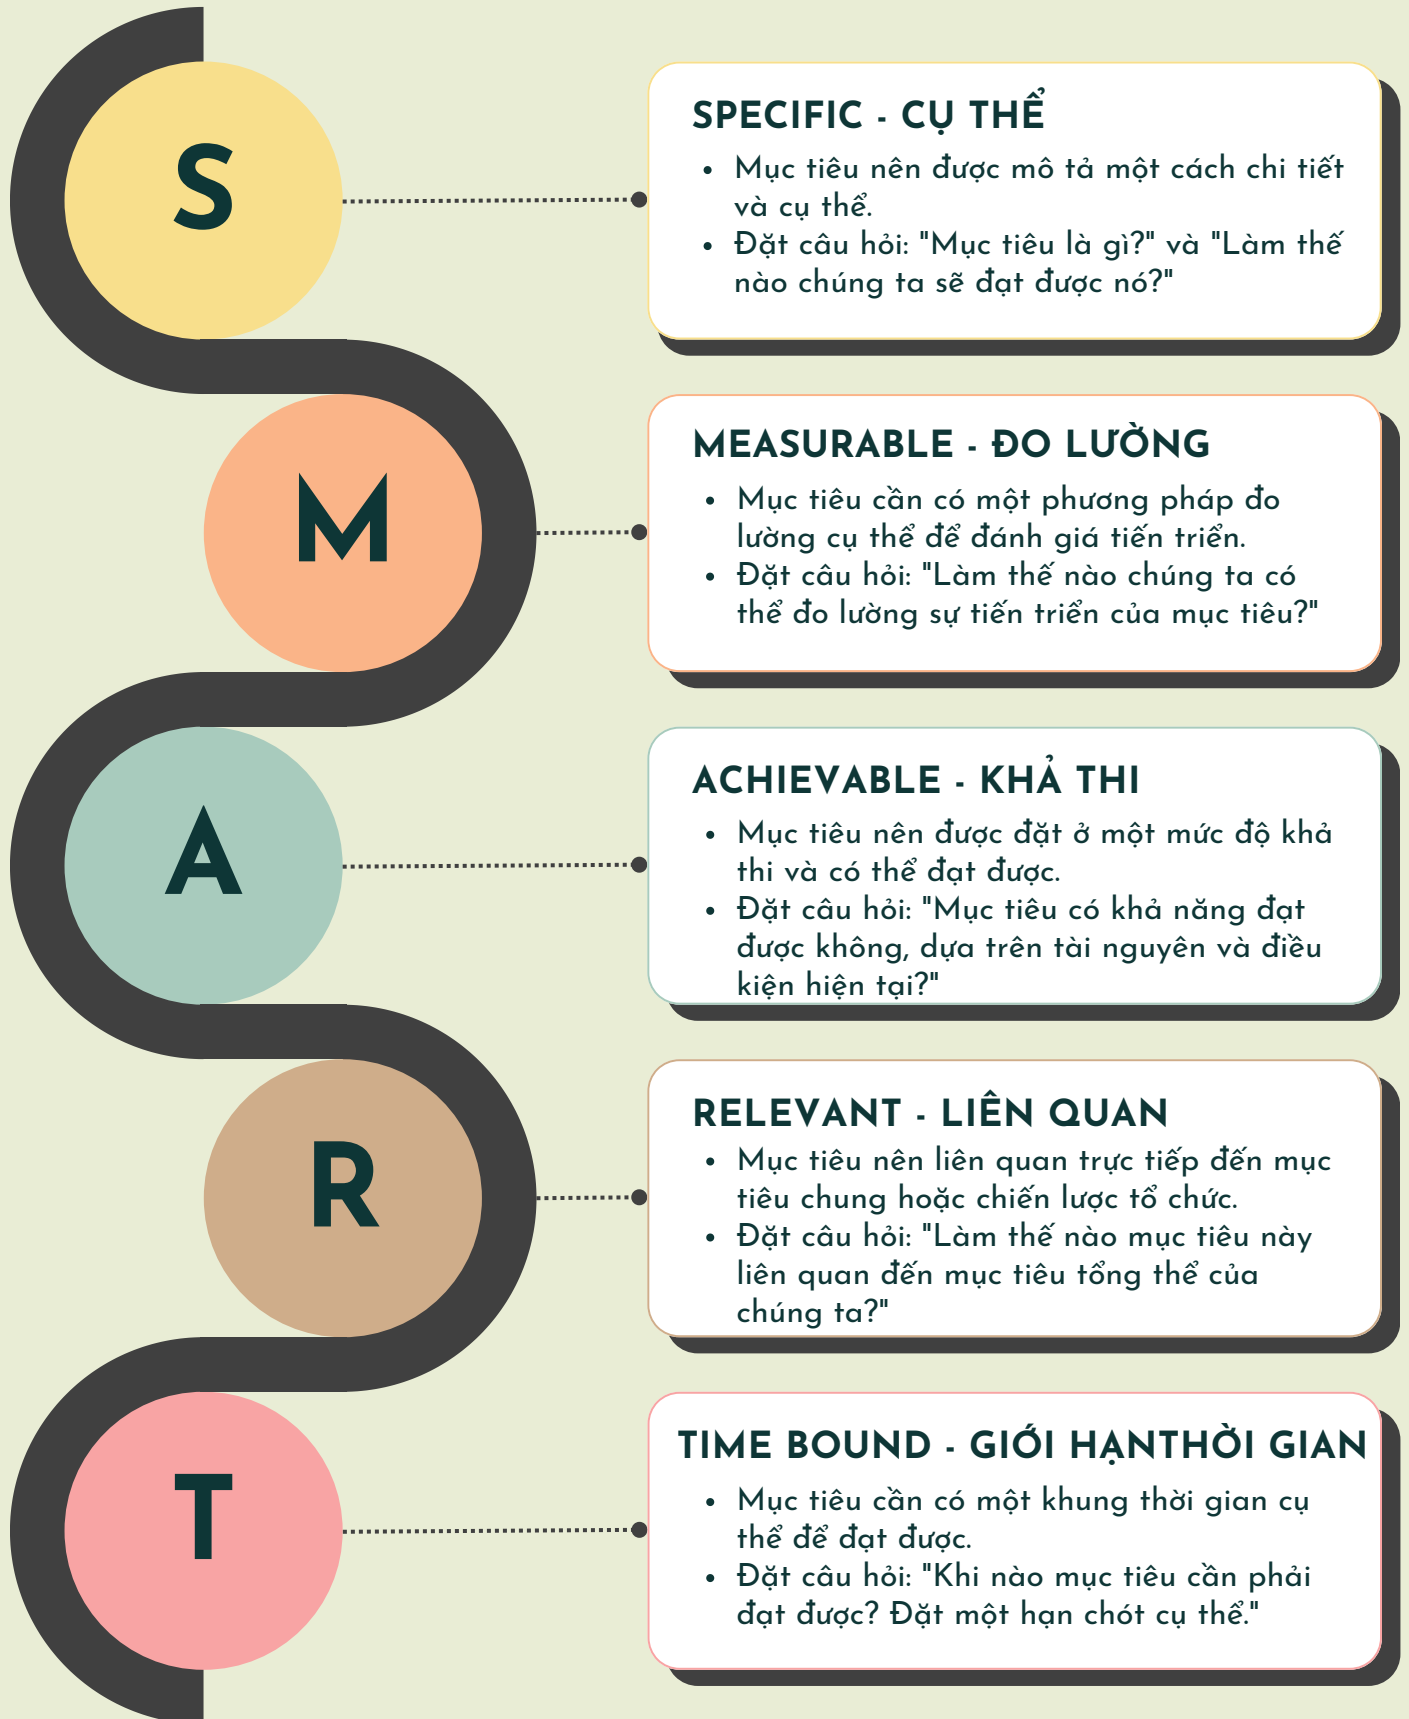 S
SPECIFIC - CỤ THỂ
• Mục tiêu nên được mô tả một cách chi tiết
và cụ thể.
• Đặt câu hỏi: "Mục tiêu là gì?" và "Làm thế
nào chúng ta sẽ đạt được nó?"
M
MEASURABLE - ĐO LƯỜNG
• Mục tiêu cần có một phương pháp đo
lường cụ thể để đánh giá tiến triển.
• Đặt câu hỏi: "Làm thế nào chúng ta có
thể đo lường sự tiến triển của mục tiêu?"
A
ACHIEVABLE - KHẢ THI
• Mục tiêu nên được đặt ở một mức độ khả
thi và có thể đạt được.
• Đặt câu hỏi: "Mục tiêu có khả năng đạt
được không, dựa trên tài nguyên và điều
kiện hiện tại?"
R
RELEVANT - LIÊN QUAN
• Mục tiêu nên liên quan trực tiếp đến mục
tiêu chung hoặc chiến lược tổ chức.
• Đặt câu hỏi: "Làm thế nào mục tiêu này
liên quan đến mục tiêu tổng thể của
chúng ta?"
T
TIME BOUND - GIỚI HẠNTHỜI GIAN
• Mục tiêu cần có một khung thời gian cụ
thể để đạt được.
• Đặt câu hỏi: "Khi nào mục tiêu cần phải
đạt được? Đặt một hạn chót cụ thể."